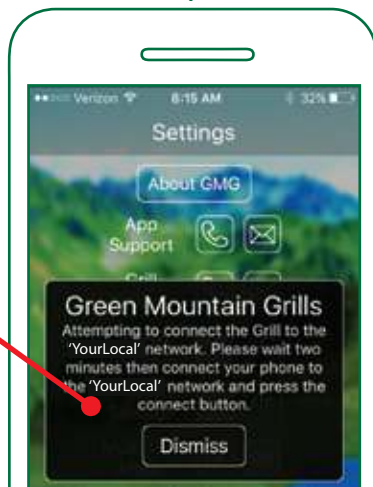 Verizon 8:15 AM 32%
Settings
About GMG
App
Support
Grill
Green Mountain Grills
Attempting to connect the Grill to the
'YourLocal' network. Please wait two
minutes then connect your phone to
the 'YourLocal' network and press the
connect button.
Dismiss